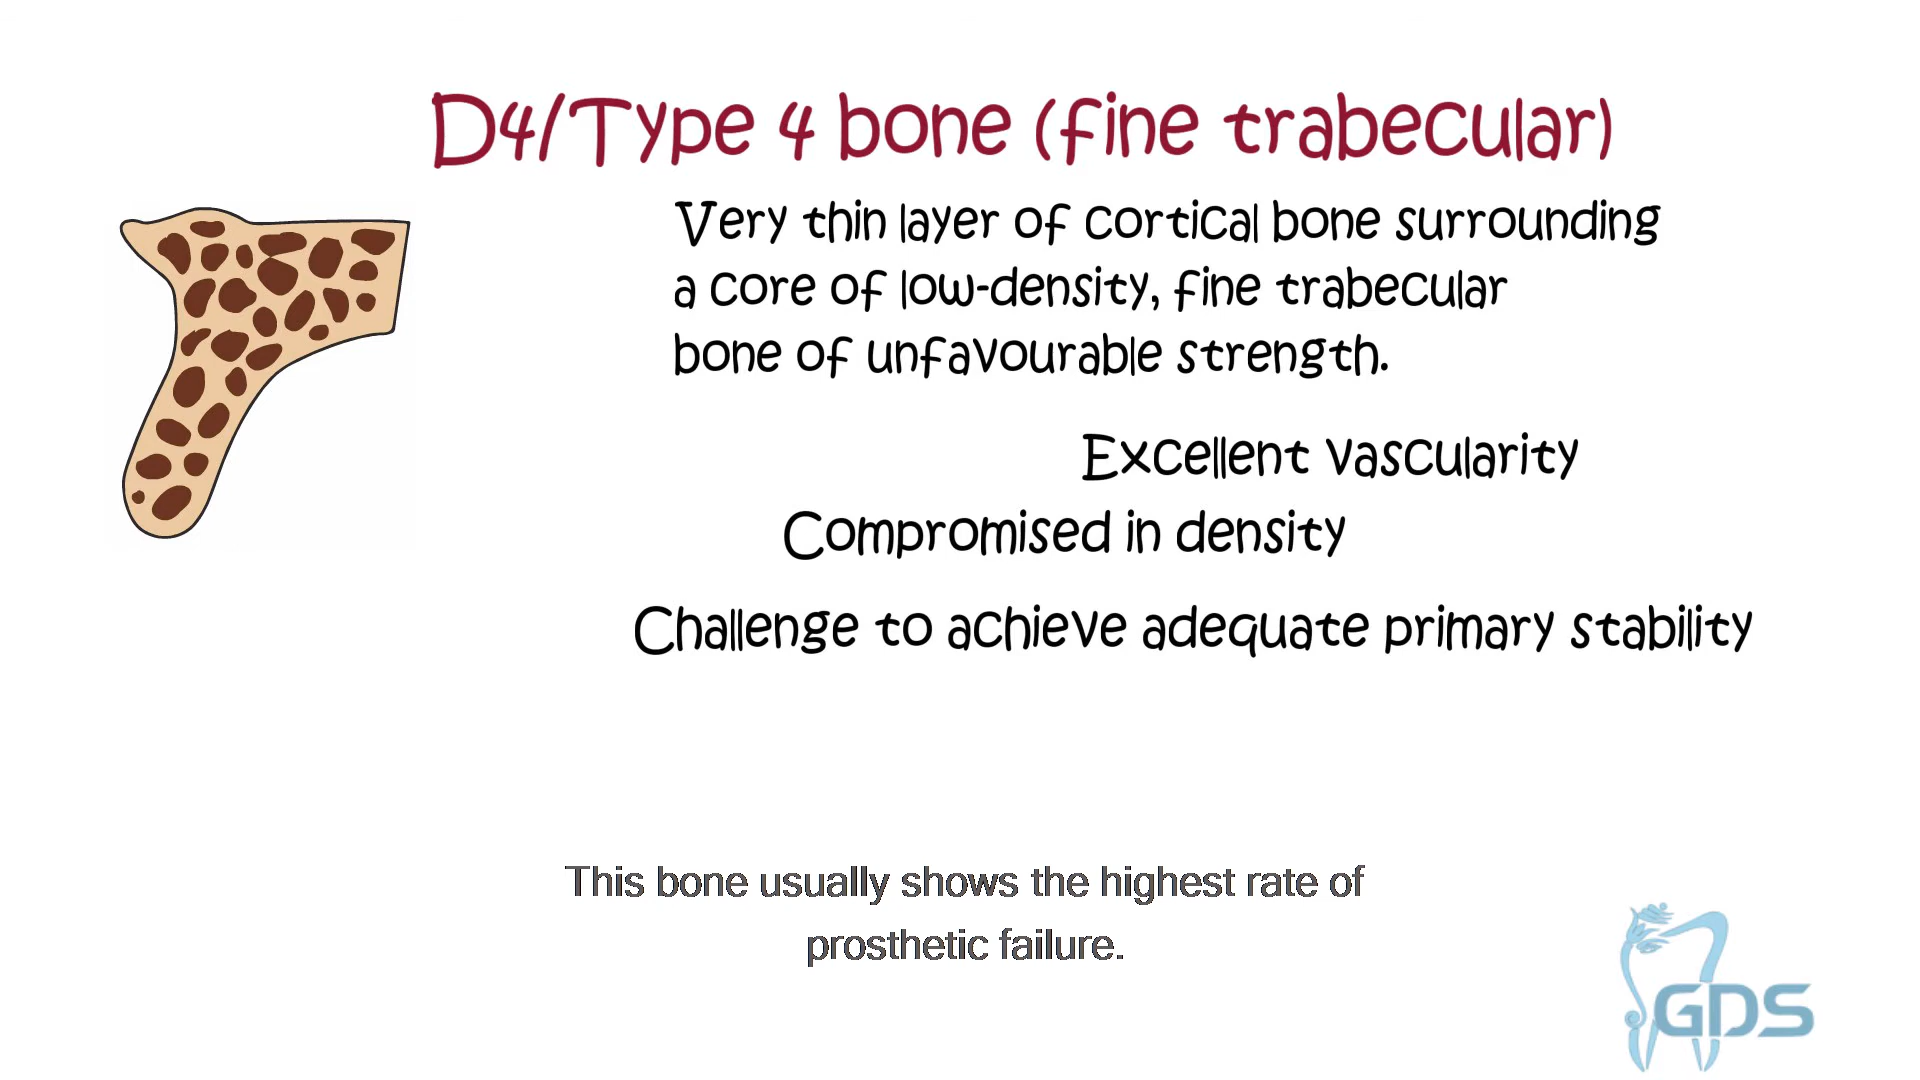 D4/Type 4 bone (fine trabecular)
Very thin layer of cortical bone surrounding
a core of low-density, fine trabecular
bone of unfavourable strength.
Excellent vascularity
Compromised in density
Challenge to achieve adequate primary stability
This bone usually shows the highest rate of
prosthetic failure.
GDS